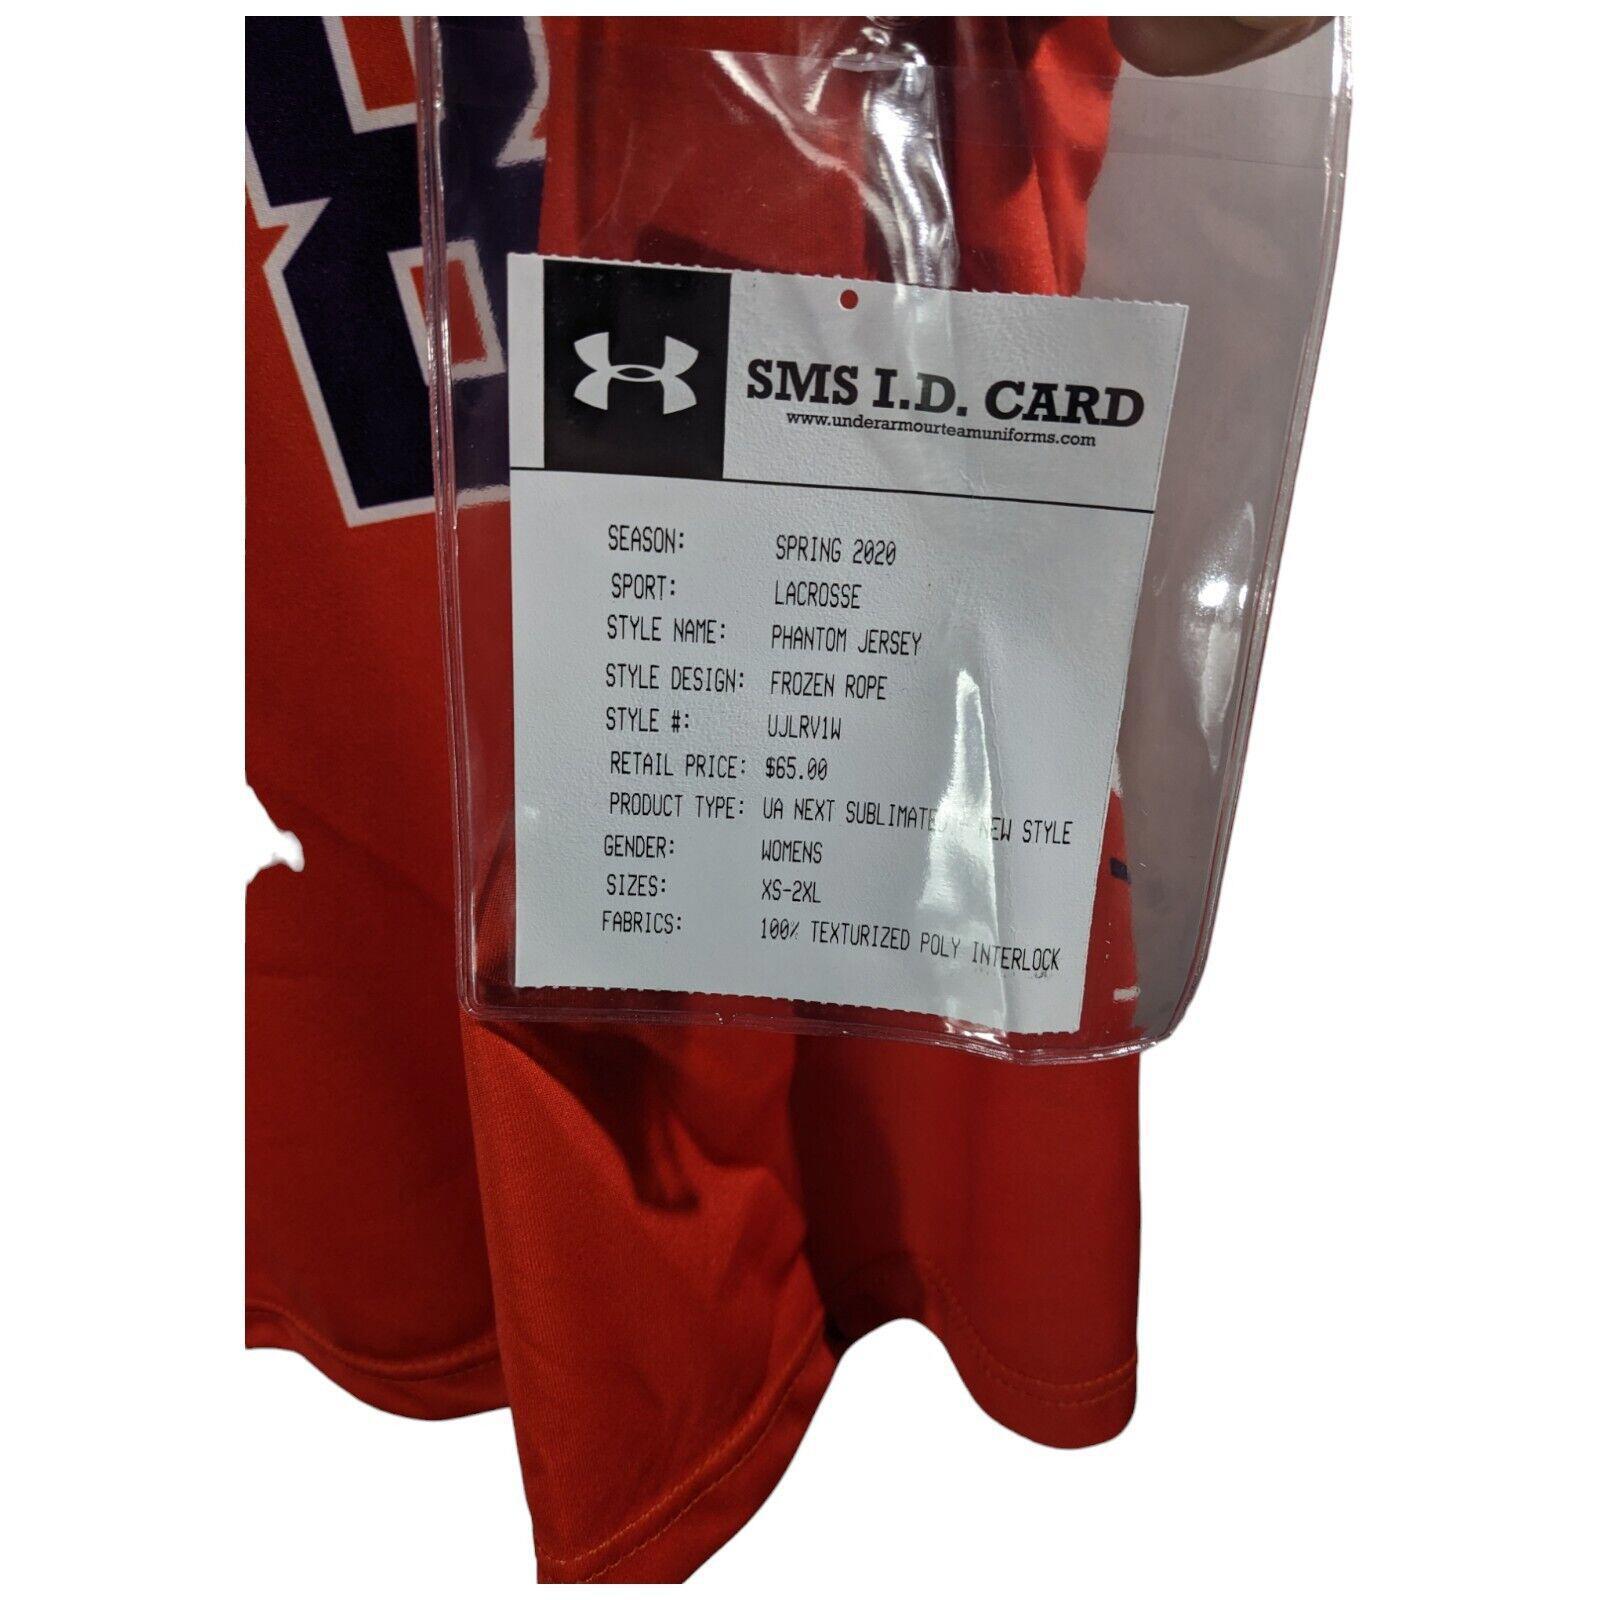 SMS I.D. CARD
www.underarmourteamuniforms.com
SEASON: SPRING 2020
SPORT: LACROSSE
STYLE NAME: PHANTOM JERSEY
STYLE DESIGN: FROZEN ROPE
STYLE #: UJLRV1W
RETAIL PRICE: $65.00
PRODUCT TYPE: UA NEXT SUBLIMATED - NEW STYLE
GENDER: WOMENS
SIZES: XS-2XL
FABRICS: 100% TEXTURIZED POLY INTERLOCK